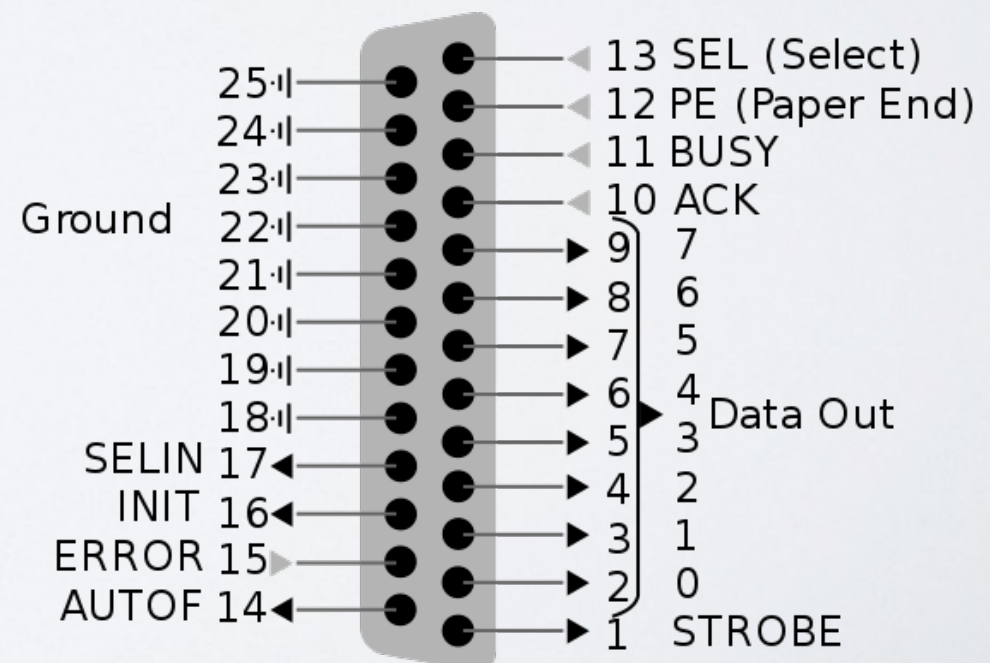 25
24
23
22
Ground
21
20
19
18
SELIN 17
INIT 16
ERROR 15
AUTOF 14
13 SEL (Select)
12 PE (Paper End)
11 BUSY
10 ACK
9 7
8 6
7 5
6 4
Data Out
5 3
4 2
3 1
2 0
1 STROBE